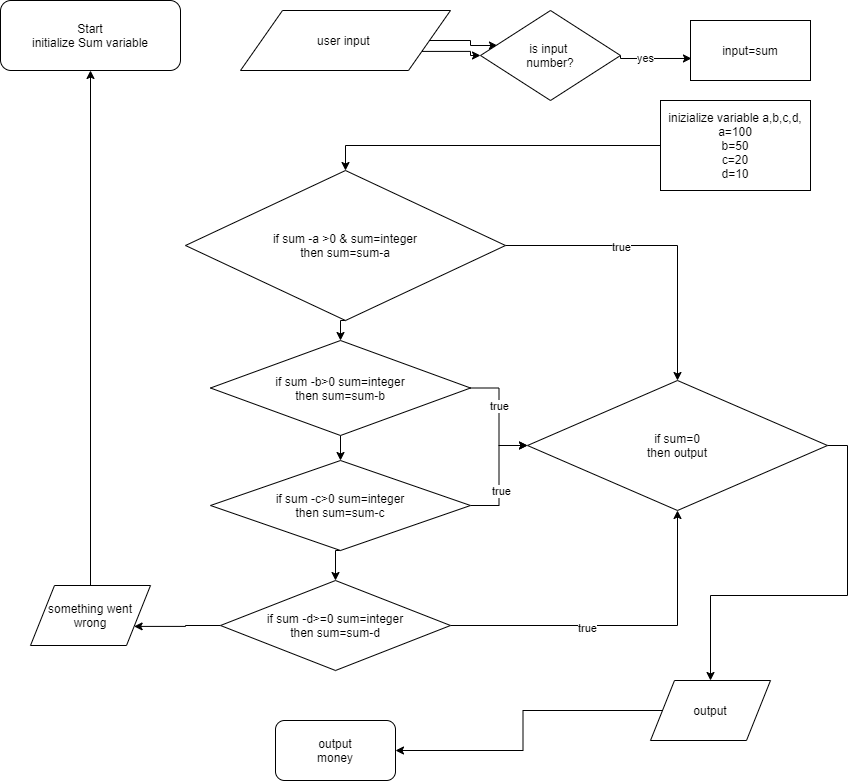 Start
initialize Sum variable
user input
is input
number?
yes
input=sum
inizialize variable a,b,c,d,
a=100
b=50
c=20
d=10
if sum -a >0 & sum=integer
then sum=sum-a
true
if sum -b>0 sum=integer
then sum=sum-b
true
if sum=0
then output
if sum -c>0 sum=integer
then sum=sum-c
true
something went
wrong
if sum -d>=0 sum=integer
then sum=sum-d
true
output
output
money